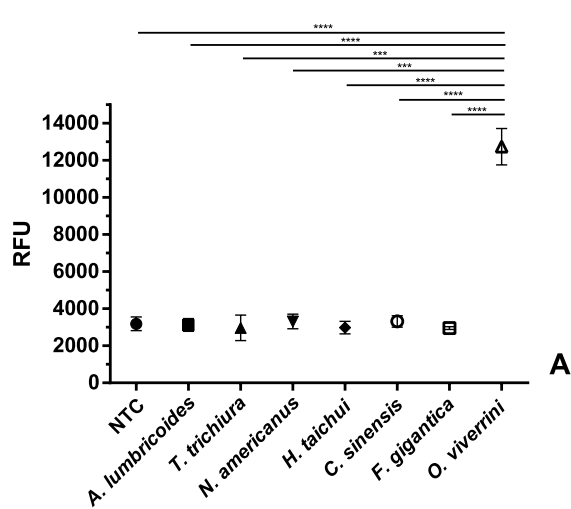 ****
****
***
***
****
****
****
14000
12000
10000
8000
6000
4000
2000
0
RFU
A
NTC
A. lumbricoides
T. trichiura
N. americanus
H. taichui
C. sinensis
F. gigantica
O. viverrini